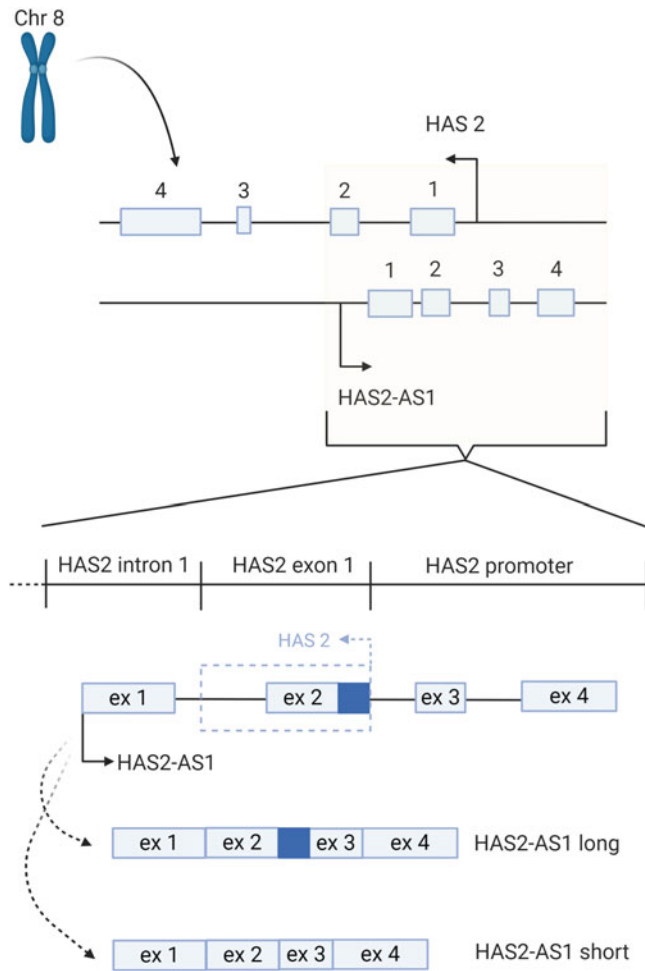 Chr 8
HAS 2
4 3 2 1
1 2 3 4
HAS2-AS1
HAS2 intron 1 HAS2 exon 1 HAS2 promoter
HAS 2
ex 1 ex 2 ex 3 ex 4
HAS2-AS1
ex 1 ex 2 ex 3 ex 4 HAS2-AS1 long
ex 1 ex 2 ex 3 ex 4 HAS2-AS1 short